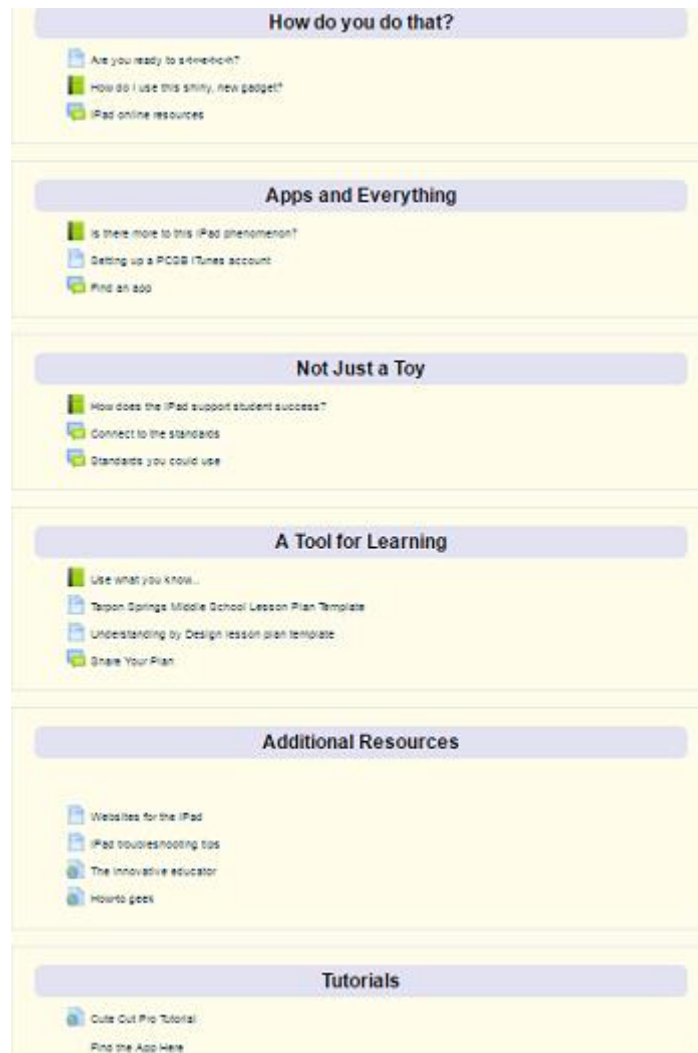 How do you do that?
Are you ready to s-t-r-e-t-c-h?
How do I use this shiny, new gadget?
iPad online resources
Apps and Everything
Is there more to this iPad phenomenon?
Setting up a PCSB iTunes account
Find an app
Not Just a Toy
How does the iPad support student success?
Connect to the standards
Standards you could use
A Tool for Learning
Use what you know...
Tarpon Springs Middle School Lesson Plan Template
Understanding by Design lesson plan template
Share Your Plan
Additional Resources
Websites for the iPad
iPad troubleshooting tips
The innovative educator
How-to geek
Tutorials
Cute Cut Pro Tutorial
Find the App Here